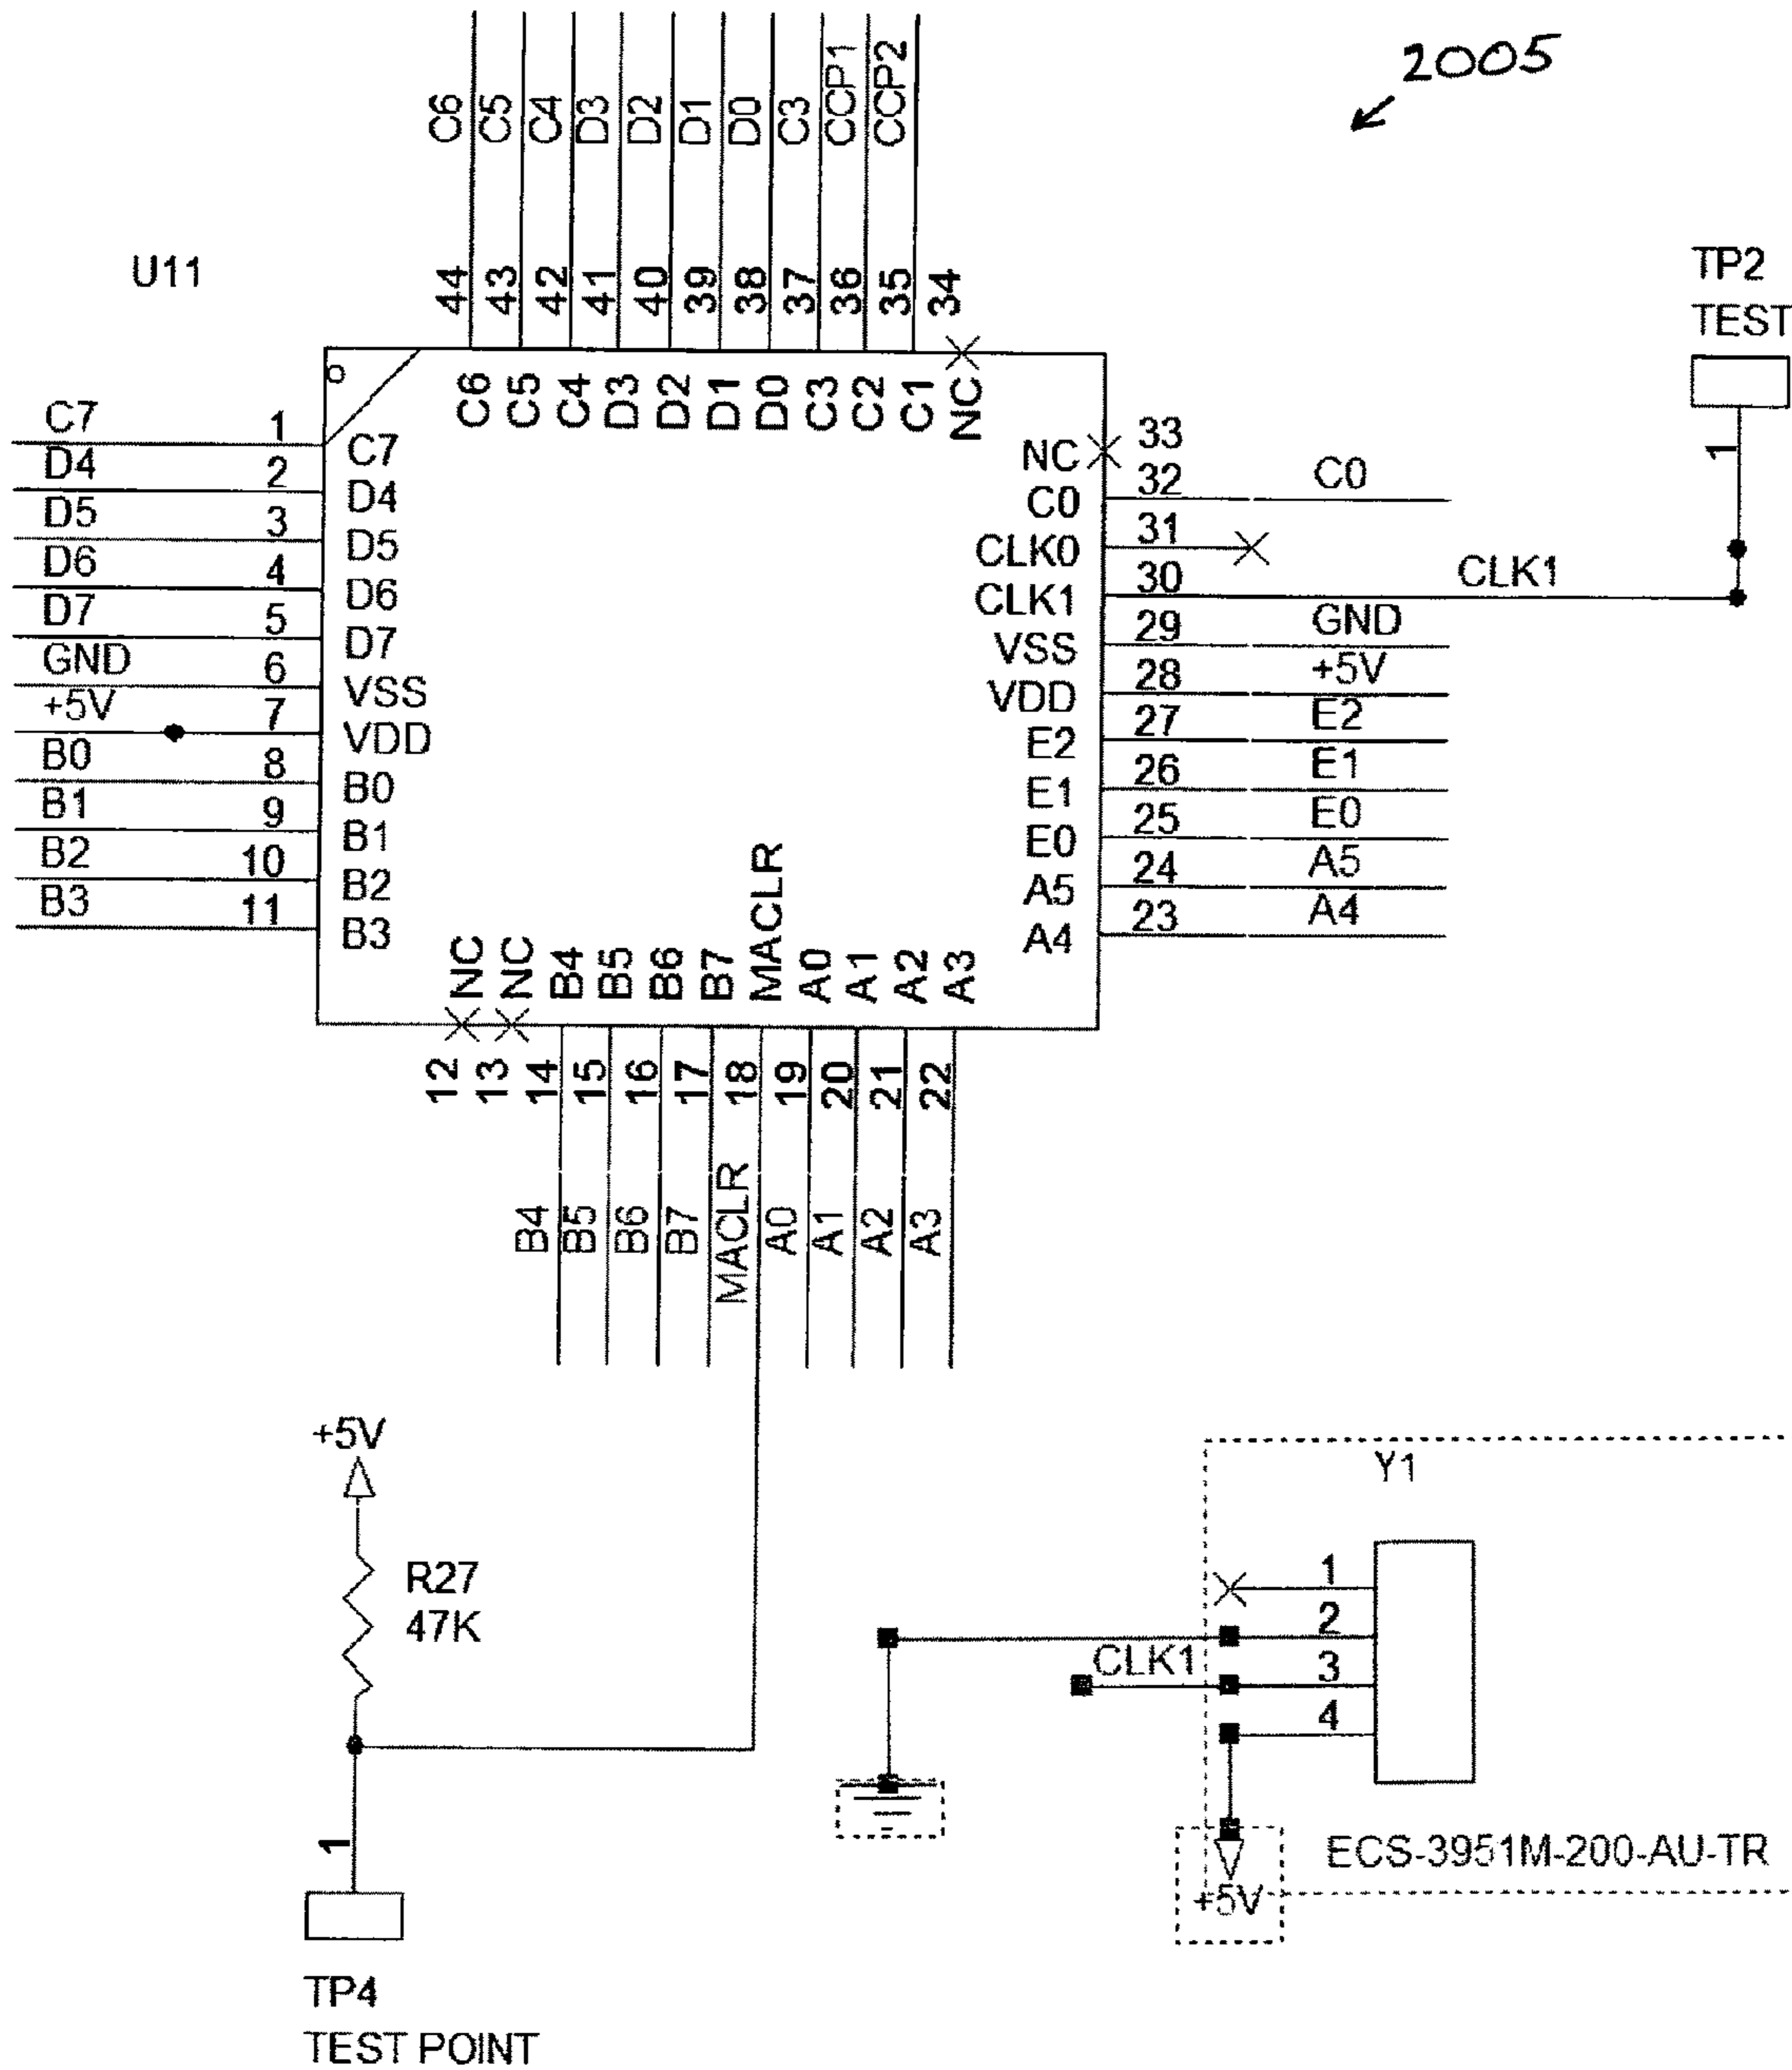 2005
C6 C5 C4 D3 D2 D1 D0 C3 CCP1 CCP2
U11
44 43 42 41 40 39 38 37 36 35 34
TP2
TEST
1
C6 C5 C4 D3 D2 D1 D0 C3 C2 C1 NC
C7 1 C7
D4 2 D4
D5 3 D5
D6 4 D6
D7 5 D7
GND 6 VSS
+5V 7 VDD
B0 8 B0
B1 9 B1
B2 10 B2
B3 11 B3
NC 33
C0 32 C0
CLK0 31
CLK1 30 CLK1
VSS 29 GND
VDD 28 +5V
E2 27 E2
E1 26 E1
E0 25 E0
A5 24 A5
A4 23 A4
NC NC B4 B5 B6 B7 MACLR A0 A1 A2 A3
12 13 14 15 16 17 18 19 20 21 22
B4 B5 B6 B7 MACLR A0 A1 A2 A3
+5V
R27
47K
1
TP4
TEST POINT
Y1
1
2
CLK1 3
4
ECS-3951M-200-AU-TR
+5V